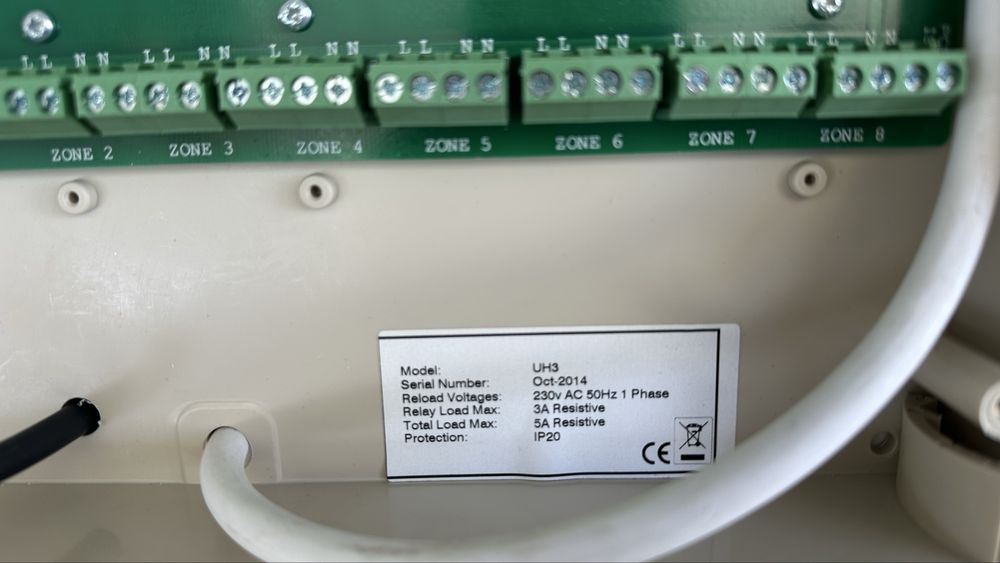 L L N N L L N N L L N N L L N N L L N N L L N N L L N N
ZONE 2 ZONE 3 ZONE 4 ZONE 5 ZONE 6 ZONE 7 ZONE 8
Model: UH3
Serial Number: Oct-2014
Reload Voltages: 230v AC 50Hz 1 Phase
Relay Load Max: 3A Resistive
Total Load Max: 5A Resistive
Protection: IP20
CE